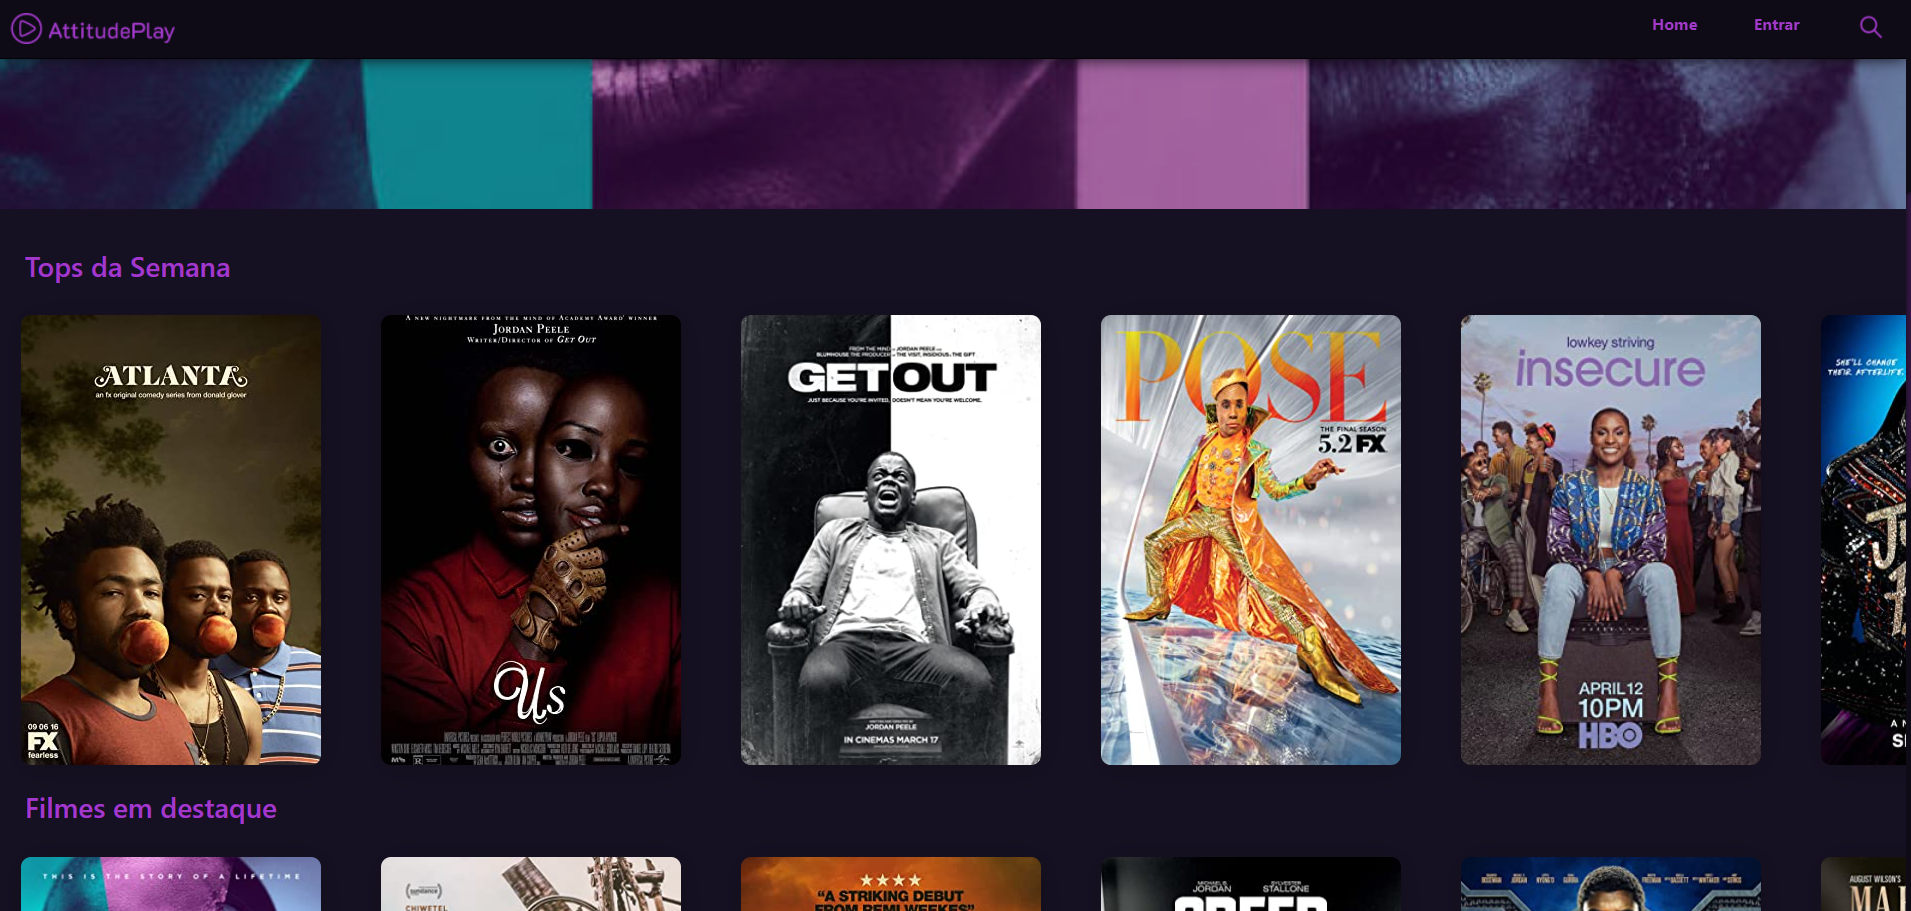 AttitudePlay
Home
Entrar
Tops da Semana
ATLANTA
an fx original comedy series from donald glover
09 06 16
FX
fearless
A NEW NIGHTMARE FROM THE MIND OF ACADEMY AWARD® WINNER
JORDAN PEELE
WRITER/DIRECTOR OF GET OUT
Us
FROM THE MIND OF JORDAN PEELE
BLUMHOUSE THE PRODUCER OF THE VISIT, INSIDIOUS, THE GIFT
GET OUT
JUST BECAUSE YOU'RE INVITED, DOESN'T MEAN YOU'RE WELCOME.
JORDAN PEELE
IN CINEMAS MARCH 17
POSE
THE FINAL SEASON
5.2 FX
lowkey striving
insecure
APRIL 12
10PM
HBO
SHE'LL CHANGE
THEIR AFTERLIFE.
Filmes em destaque
THIS IS THE STORY OF A LIFETIME
sundance
CHIWETEL
"A STRIKING DEBUT
FROM REMI WEEKES"
MICHAEL B.
JORDAN
SYLVESTER
STALLONE
CREED
AUGUST WILSON'S